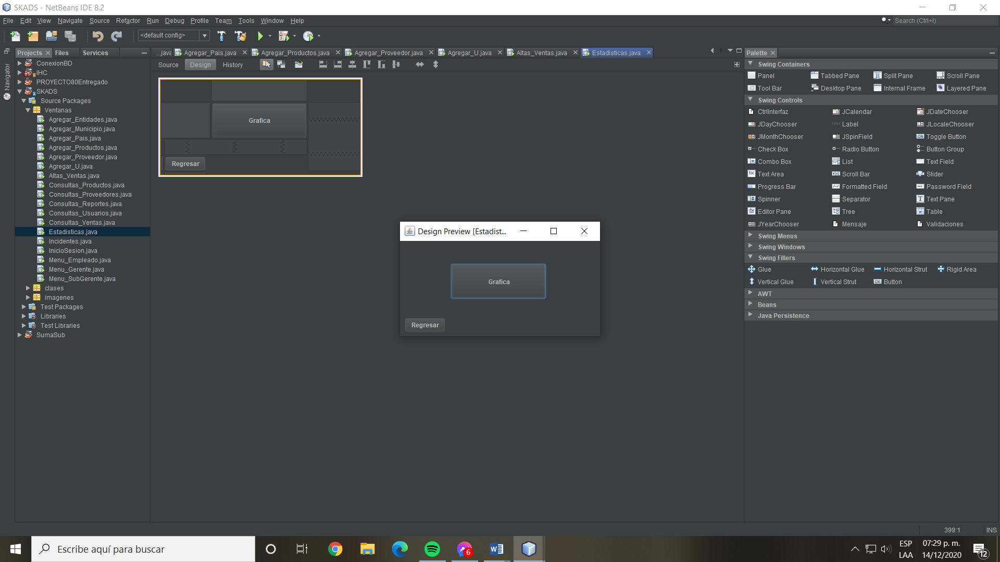 SKADS - NetBeans IDE 8.2
File Edit View Navigate Source Refactor Run Debug Profile Team Tools Window Help
Search (Ctrl+I)
<default config>
Projects Files Services
...java Agregar_Pais.java Agregar_Productos.java Agregar_Proveedor.java Agregar_U.java Altas_Ventas.java Estadisticas.java
Source Design History
Navigator
ConexionBD
IHC
PROYECTO80Entregado
SKADS
Source Packages
Ventanas
Agregar_Entidades.java
Agregar_Municipio.java
Agregar_Pais.java
Agregar_Productos.java
Agregar_Proveedor.java
Agregar_U.java
Altas_Ventas.java
Consultas_Productos.java
Consultas_Proveedores.java
Consultas_Reportes.java
Consultas_Usuarios.java
Consultas_Ventas.java
Estadisticas.java
Incidentes.java
InicioSesion.java
Menu_Empleado.java
Menu_Gerente.java
Menu_SubGerente.java
clases
imagenes
Test Packages
Libraries
Test Libraries
SumaSub
Grafica
Regresar
Design Preview [Estadist...
Grafica
Regresar
Palette
Swing Containers
Panel Tabbed Pane Split Pane Scroll Pane
Tool Bar Desktop Pane Internal Frame Layered Pane
Swing Controls
CtrlInterfaz JCalendar JDateChooser
JDayChooser Label JLocaleChooser
JMonthChooser JSpinField Toggle Button
Check Box Radio Button Button Group
Combo Box List Text Field
Text Area Scroll Bar Slider
Progress Bar Formatted Field Password Field
Spinner Separator Text Pane
Editor Pane Tree Table
JYearChooser Mensaje Validaciones
Swing Menus
Swing Windows
Swing Fillers
Glue Horizontal Glue Horizontal Strut Rigid Area
Vertical Glue Vertical Strut Button
AWT
Beans
Java Persistence
399:1 INS
Escribe aquí para buscar
6
ESP
LAA
07:29 p. m.
14/12/2020
12